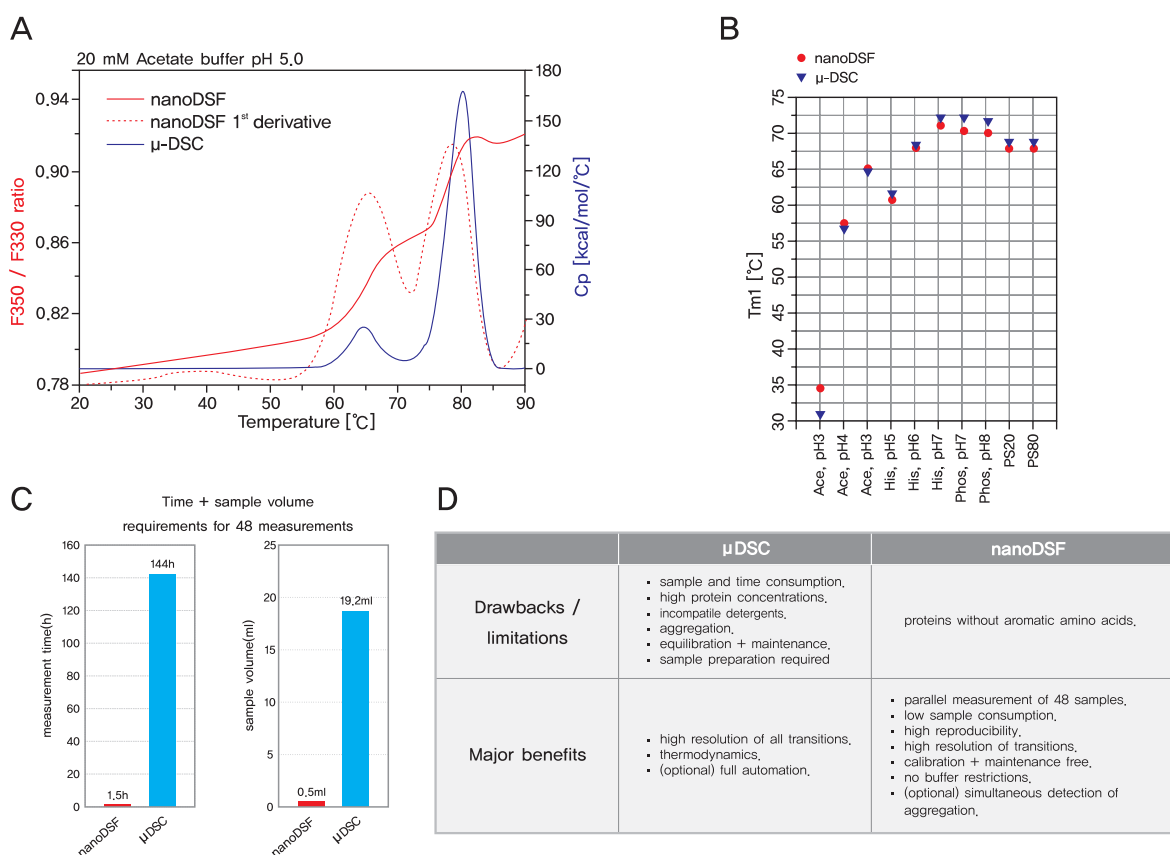 A
20 mM Acetate buffer pH 5.0
nanoDSF
nanoDSF 1st derivative
μ-DSC
F350 / F330 ratio
0.94
0.90
0.86
0.82
0.78
Cp [kcal/mol/℃]
180
150
120
90
60
30
0
20 30 40 50 60 70 80 90
Temperature [℃]
B
nanoDSF
μ-DSC
Tm1 [℃]
75
70
65
60
55
50
45
40
35
30
Ace, pH3
Ace, pH4
Ace, pH3
His, pH5
His, pH6
His, pH7
Phos, pH7
Phos, pH8
PS20
PS80
C
Time + sample volume
requirements for 48 measurements
measurement time(h)
160
140
120
100
80
60
40
20
0
144h
1.5h
nanoDSF
μDSC
sample volume(ml)
25
20
15
10
5
0
19.2ml
0.5ml
nanoDSF
μDSC
D
μDSC nanoDSF
Drawbacks /
limitations
▪ sample and time consumption.
▪ high protein concentrations.
▪ incompatile detergents.
▪ aggregation.
▪ equilibration + maintenance.
▪ sample preparation required
proteins without aromatic amino acids.
Major benefits
▪ high resolution of all transitions.
▪ thermodynamics.
▪ (optional) full automation.
▪ parallel measurement of 48 samples.
▪ low sample consumption.
▪ high reproducibility.
▪ high resolution of transitions.
▪ calibration + maintenance free.
▪ no buffer restrictions.
▪ (optional) simultaneous detection of
aggregation.